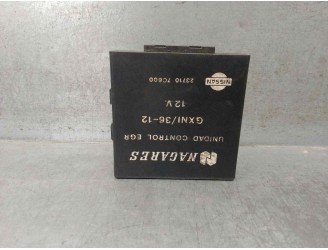 NAGARES
UNIDAD CONTROL EGR
GXNI/36-12
12 V.
23710 7C600
NISSAN